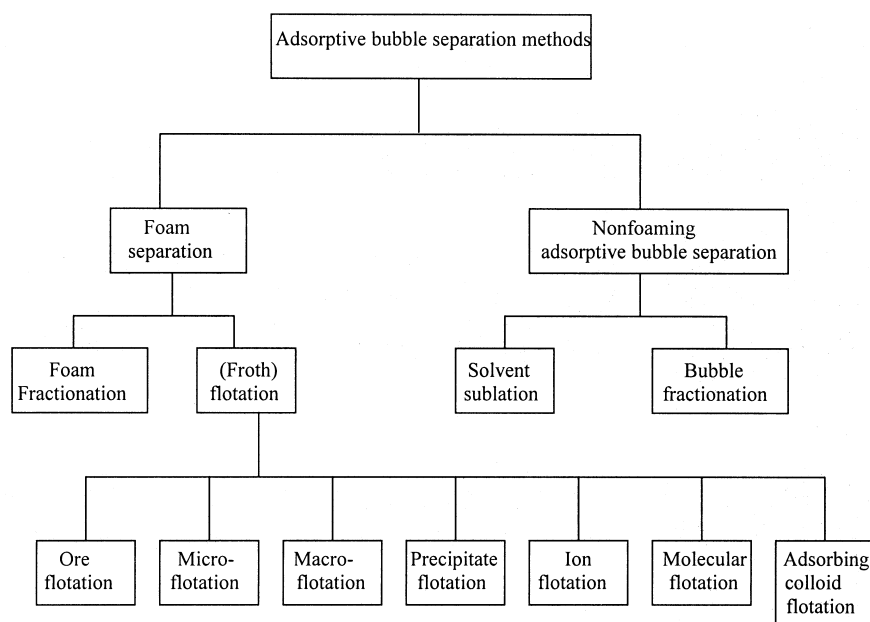 Adsorptive bubble separation methods
Foam
separation
Nonfoaming
adsorptive bubble separation
Foam
Fractionation
(Froth)
flotation
Solvent
sublation
Bubble
fractionation
Ore
flotation
Micro-
flotation
Macro-
flotation
Precipitate
flotation
Ion
flotation
Molecular
flotation
Adsorbing
colloid
flotation